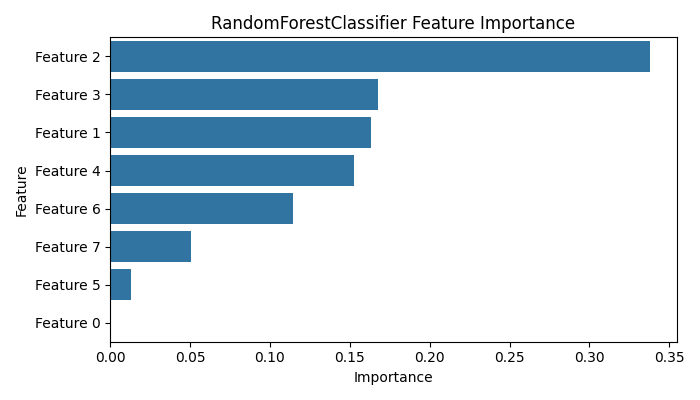 RandomForestClassifier Feature Importance
Feature
Feature 2
Feature 3
Feature 1
Feature 4
Feature 6
Feature 7
Feature 5
Feature 0
0.00 0.05 0.10 0.15 0.20 0.25 0.30 0.35
Importance